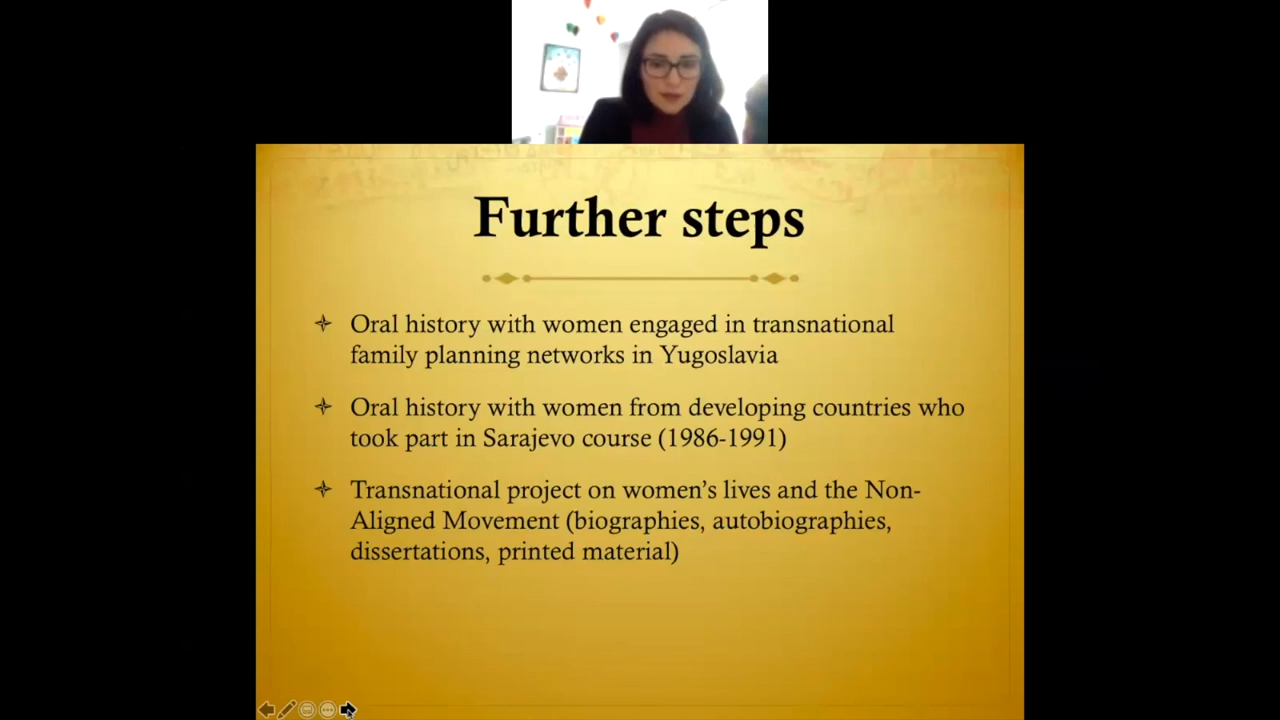 Further steps
Oral history with women engaged in transnational
family planning networks in Yugoslavia
Oral history with women from developing countries who
took part in Sarajevo course (1986-1991)
Transnational project on women’s lives and the Non-
Aligned Movement (biographies, autobiographies,
dissertations, printed material)